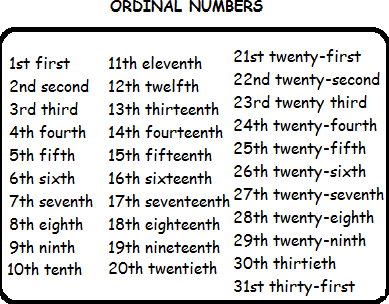 ORDINAL NUMBERS
1st first
2nd second
3rd third
4th fourth
5th fifth
6th sixth
7th seventh
8th eighth
9th ninth
10th tenth
11th eleventh
12th twelfth
13th thirteenth
14th fourteenth
15th fifteenth
16th sixteenth
17th seventeenth
18th eighteenth
19th nineteenth
20th twentieth
21st twenty-first
22nd twenty-second
23rd twenty third
24th twenty-fourth
25th twenty-fifth
26th twenty-sixth
27th twenty-seventh
28th twenty-eighth
29th twenty-ninth
30th thirtieth
31st thirty-first